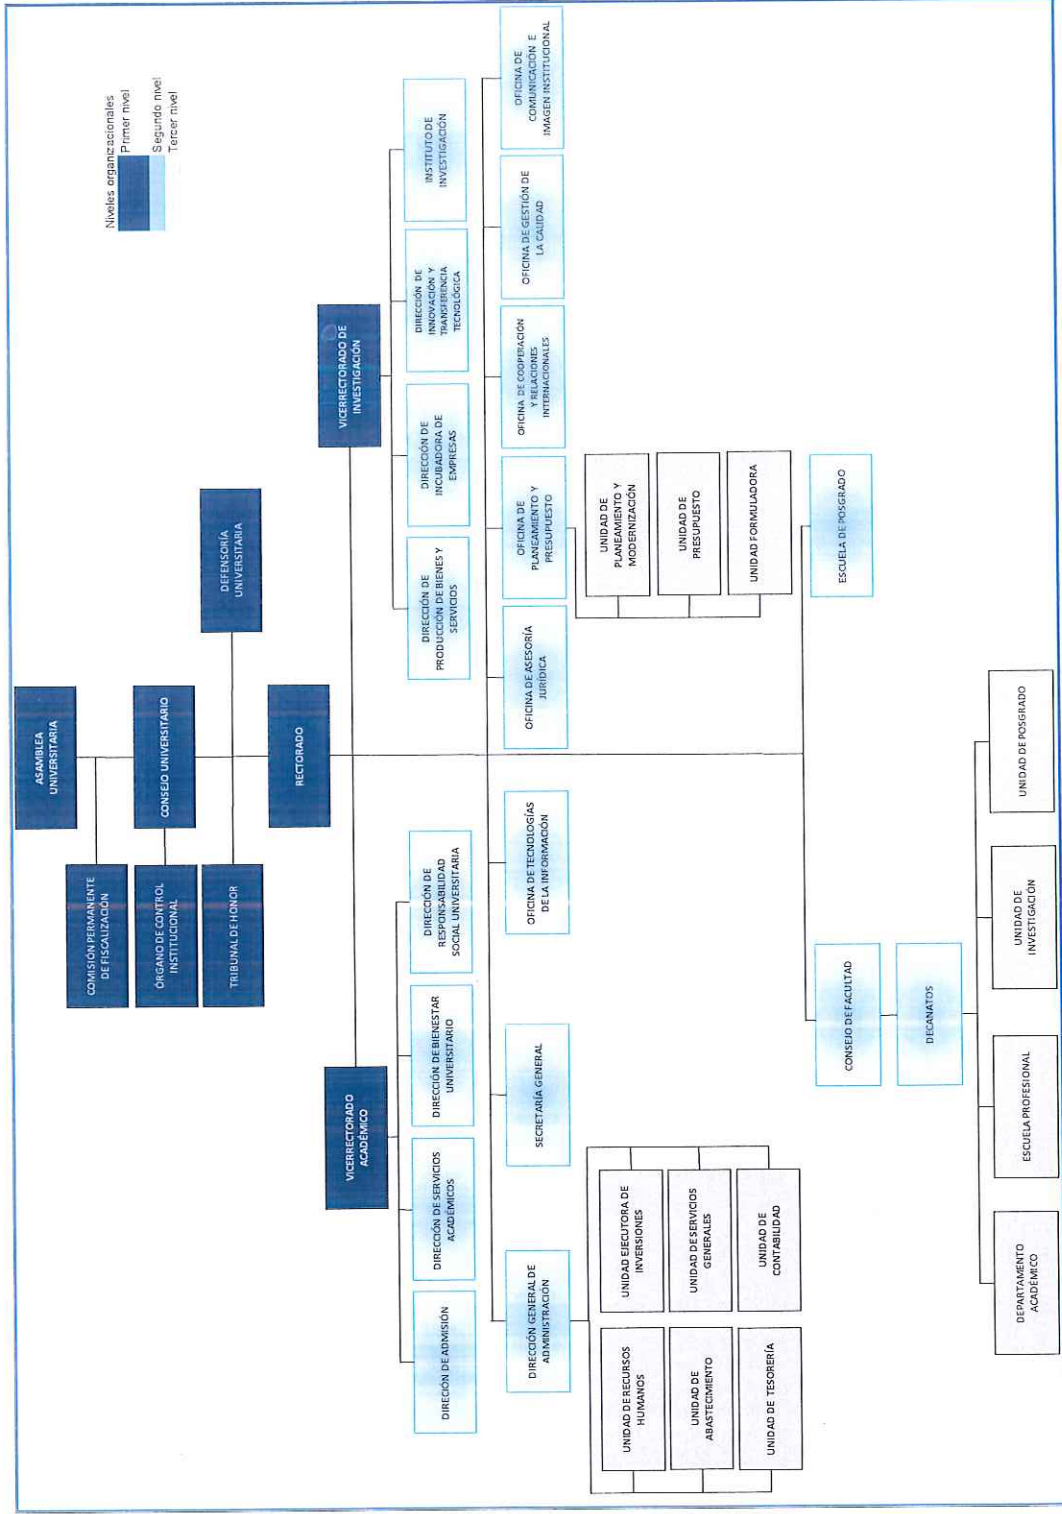 Niveles organizacionales
Primer nivel
Segundo nivel
Tercer nivel
ASAMBLEA
UNIVERSITARIA
COMISIÓN PERMANENTE
DE FISCALIZACIÓN
CONSEJO UNIVERSITARIO
ÓRGANO DE CONTROL
INSTITUCIONAL
DEFENSORÍA
UNIVERSITARIA
TRIBUNAL DE HONOR
RECTORADO
VICERRECTORADO
ACADÉMICO
VICERRECTORADO DE
INVESTIGACIÓN
DIRECIÓN DE ADMISIÓN
DIRECCIÓN DE SERVICIOS
ACADÉMICOS
DIRECCIÓN DE BIENESTAR
UNIVERSITARIO
DIRECCIÓN DE
RESPONSABILIDAD
SOCIAL UNIVERSITARIA
DIRECCIÓN DE
PRODUCCIÓN DE BIENES Y
SERVICIOS
DIRECCIÓN DE
INCUBADORA DE
EMPRESAS
DIRECCIÓN DE
INNOVACIÓN Y
TRANSFERENCIA
TECNOLÓGICA
INSTITUTO DE
INVESTIGACIÓN
DIRECCIÓN GENERAL DE
ADMINISTRACIÓN
SECRETARÍA GENERAL
OFICINA DE TECNOLOGÍAS
DE LA INFORMACIÓN
OFICINA DE ASESORÍA
JURÍDICA
OFICINA DE
PLANEAMIENTO Y
PRESUPUESTO
OFICINA DE COOPERACIÓN
Y RELACIONES
INTERNACIONALES
OFICINA DE GESTIÓN DE
LA CALIDAD
OFICINA DE
COMUNICACIÓN E
IMAGEN INSTITUCIONAL
UNIDAD DE RECURSOS
HUMANOS
UNIDAD EJECUTORA DE
INVERSIONES
UNIDAD DE
ABASTECIMIENTO
UNIDAD DE SERVICIOS
GENERALES
UNIDAD DE TESORERÍA
UNIDAD DE
CONTABILIDAD
UNIDAD DE
PLANEAMIENTO Y
MODERNIZACIÓN
UNIDAD DE
PRESUPUESTO
UNIDAD FORMULADORA
CONSEJO DE FACULTAD
ESCUELA DE POSGRADO
DECANATOS
DEPARTAMENTO
ACADÉMICO
ESCUELA PROFESIONAL
UNIDAD DE
INVESTIGACIÓN
UNIDAD DE POSGRADO